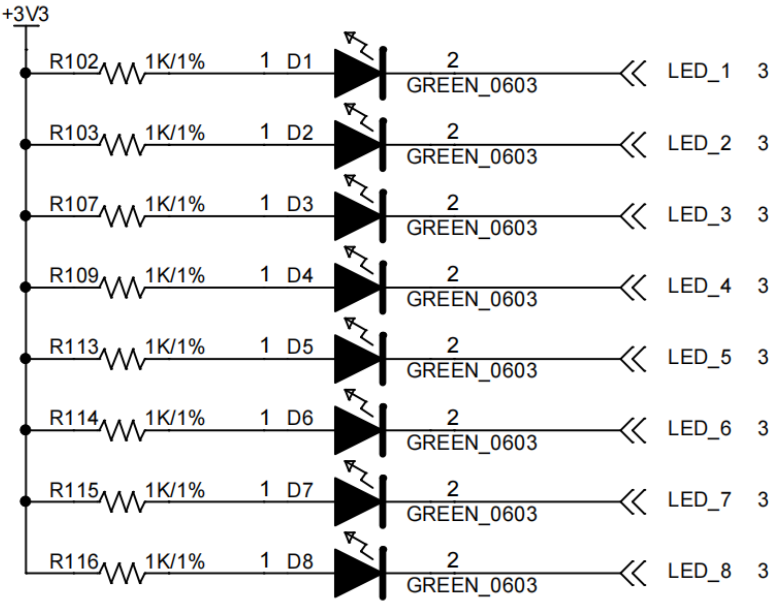 +3V3
R102 1K/1% 1 D1 2 GREEN_0603 LED_1 3
R103 1K/1% 1 D2 2 GREEN_0603 LED_2 3
R107 1K/1% 1 D3 2 GREEN_0603 LED_3 3
R109 1K/1% 1 D4 2 GREEN_0603 LED_4 3
R113 1K/1% 1 D5 2 GREEN_0603 LED_5 3
R114 1K/1% 1 D6 2 GREEN_0603 LED_6 3
R115 1K/1% 1 D7 2 GREEN_0603 LED_7 3
R116 1K/1% 1 D8 2 GREEN_0603 LED_8 3